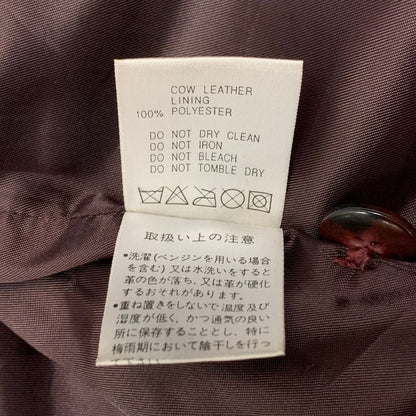 COW LEATHER
LINING
100% POLYESTER
DO NOT DRY CLEAN
DO NOT IRON
DO NOT BLEACH
DO NOT TOMBLE DRY
取扱い上の注意
•洗濯(ベンジンを用いる場合
を含む)又は水洗いをすると
革の色が落ち、又は革が硬化
するおそれがあります。
•重ね置きをしないで温度及び
湿度が低く、かつ通気の良い
所に保存することとし、特に
梅雨期において陰干しを行っ
て